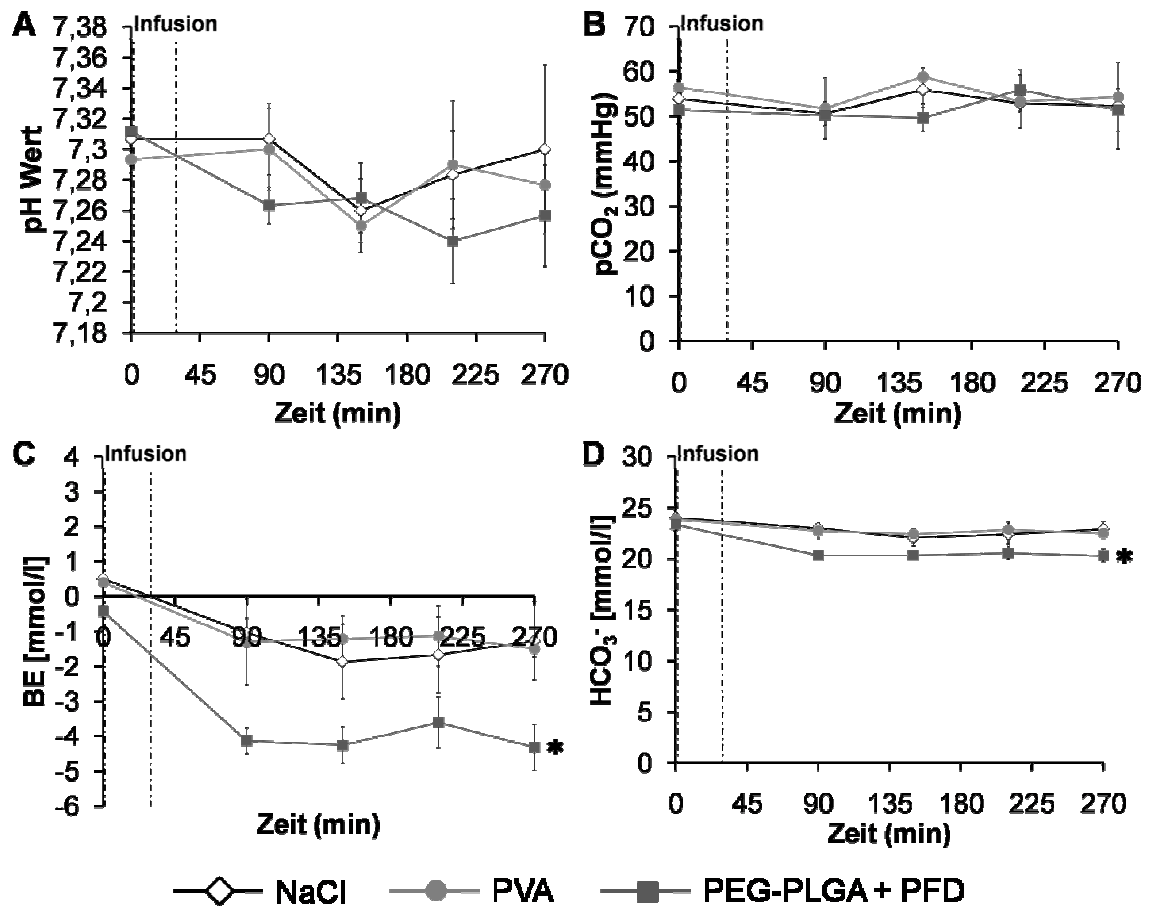 A
Infusion
7,38
7,36
7,34
7,32
7,3
7,28
7,26
7,24
7,22
7,2
7,18
pH Wert
0 45 90 135 180 225 270
Zeit (min)
B
Infusion
70
60
50
40
30
20
10
0
pCO₂ (mmHg)
0 45 90 135 180 225 270
Zeit (min)
C
Infusion
4
3
2
1
0
-1
-2
-3
-4
-5
-6
BE [mmol/l]
0 45 90 135 180 225 270
*
Zeit (min)
D
Infusion
30
25
20
15
10
5
0
HCO₃- [mmol/l]
*
0 45 90 135 180 225 270
Zeit (min)
NaCl PVA PEG-PLGA + PFD